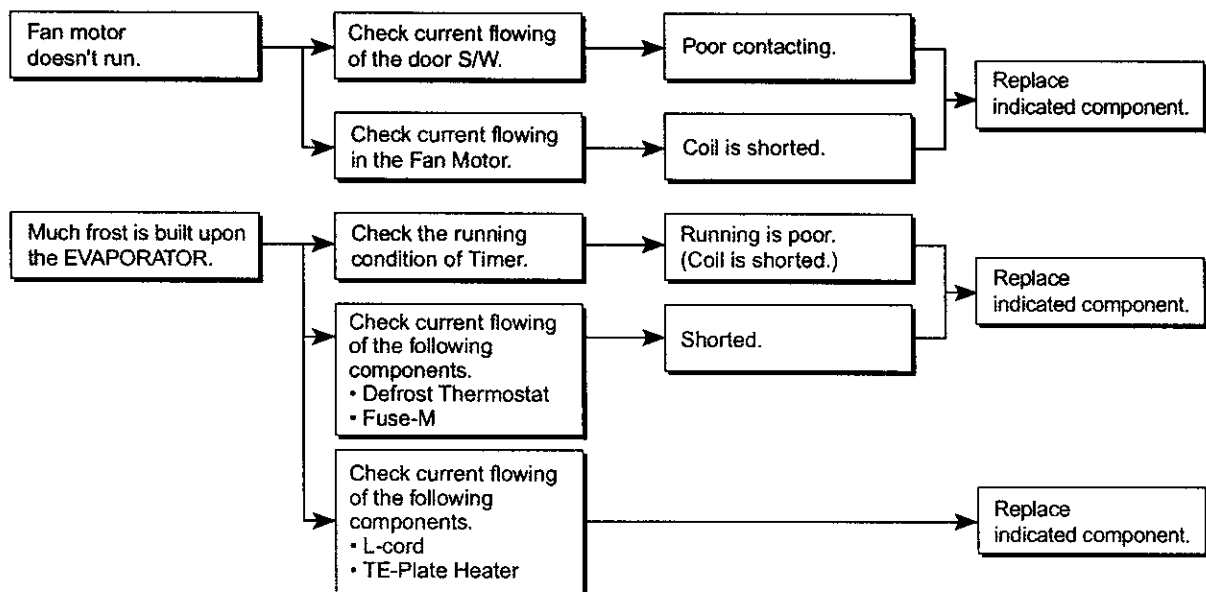 Fan motor
doesn't run.
Check current flowing
of the door S/W.
Poor contacting.
Replace
indicated component.
Check current flowing
in the Fan Motor.
Coil is shorted.
Much frost is built upon
the EVAPORATOR.
Check the running
condition of Timer.
Running is poor.
(Coil is shorted.)
Replace
indicated component.
Check current flowing
of the following
components.
• Defrost Thermostat
• Fuse-M
Shorted.
Check current flowing
of the following
components.
• L-cord
• TE-Plate Heater
Replace
indicated component.